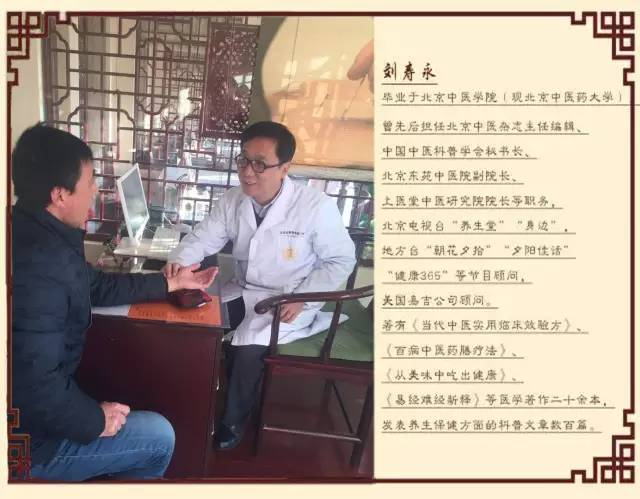 刘寿永
毕业于北京中医学院（现北京中医药大学）
曾先后担任北京中医杂志主任编辑、
中国中医科普学会秘书长、
北京东苑中医院副院长、
上医堂中医研究院院长等职务，
北京电视台“养生堂”“身边”，
地方台“朝花夕拾”“夕阳佳话”
“健康365”等节目顾问，
美国嘉吉公司顾问。
著有《当代中医实用临床效验方》、
《百病中医药膳疗法》、
《从美味中吃出健康》、
《易经难经新释》等医学著作二十余本，
发表养生保健方面的科普文章数百篇。